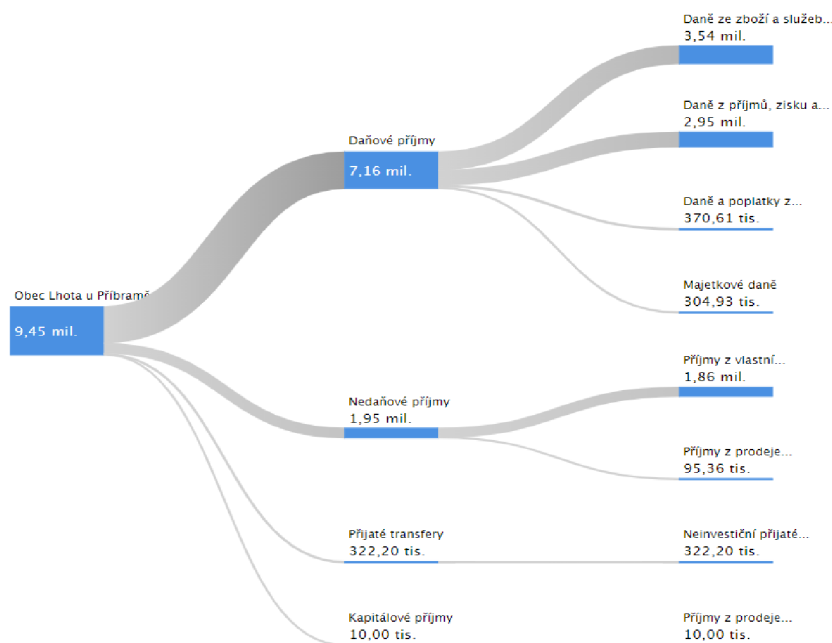 Daně ze zboží a služeb...
3,54 mil.
Daně z příjmů, zisku a...
2,95 mil.
Daňové příjmy
7,16 mil.
Daně a poplatky z...
370,61 tis.
Majetkové daně
304,93 tis.
Obec Lhota u Příbramě
9,45 mil.
Příjmy z vlastní...
1,86 mil.
Nedaňové příjmy
1,95 mil.
Příjmy z prodeje...
95,36 tis.
Přijaté transfery
322,20 tis.
Neinvestiční přijaté...
322,20 tis.
Kapitálové příjmy
10,00 tis.
Příjmy z prodeje...
10,00 tis.